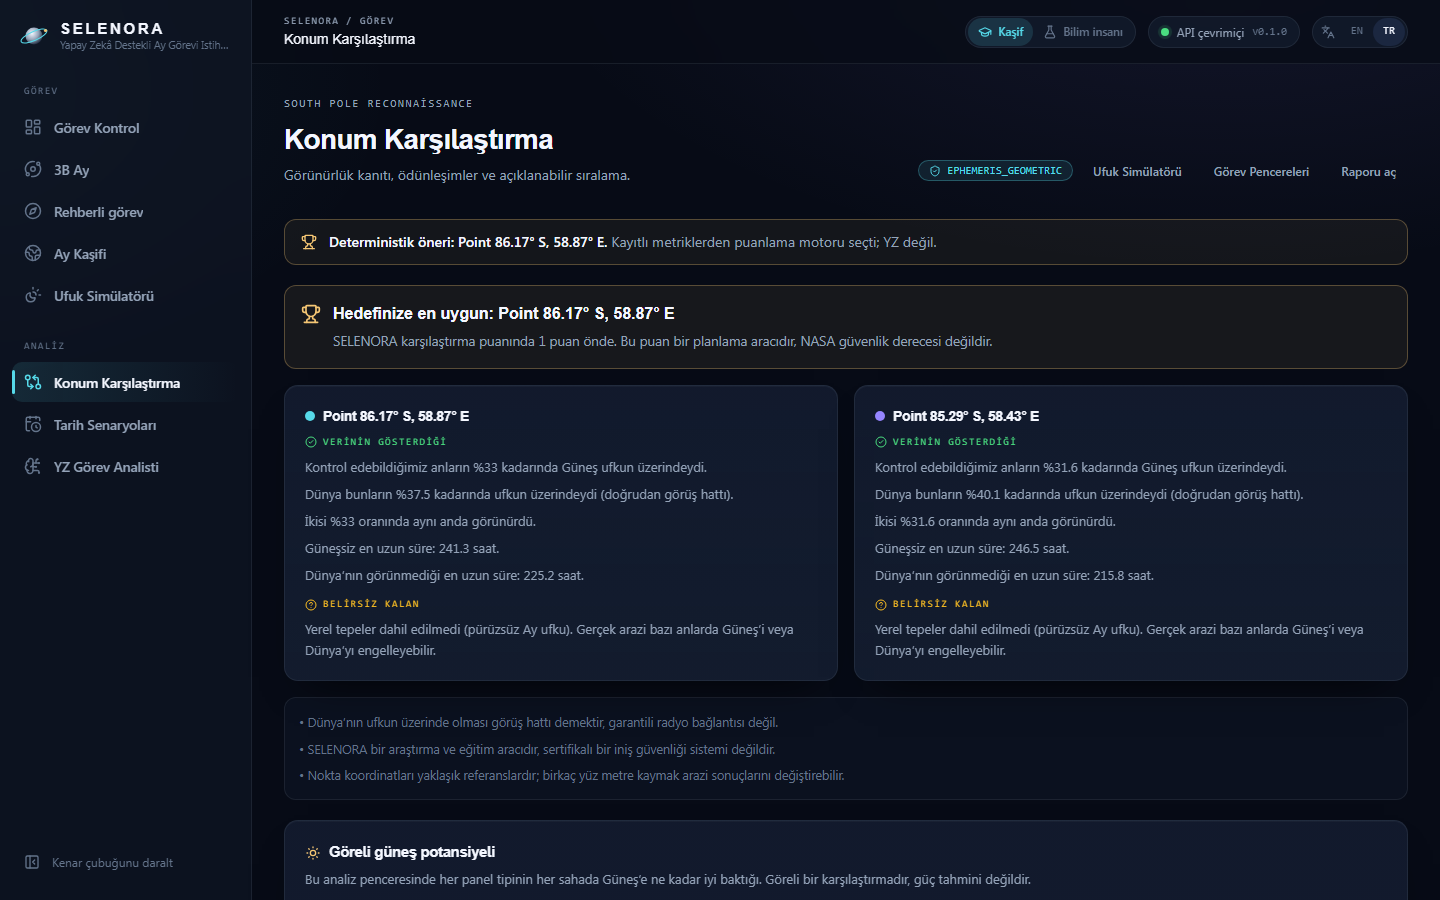 SELENORA
Yapay Zekâ Destekli Ay Görevi İstih...
GÖREV
Görev Kontrol
3B Ay
Rehberli görev
Ay Kaşifi
Ufuk Simülatörü
ANALİZ
Konum Karşılaştırma
Tarih Senaryoları
YZ Görev Analisti
Kenar çubuğunu daralt
SELENORA / GÖREV
Konum Karşılaştırma
Kaşif
Bilim insanı
API çevrimiçi v0.1.0
EN
TR
SOUTH POLE RECONNAİSSANCE
Konum Karşılaştırma
Görünürlük kanıtı, ödünleşimler ve açıklanabilir sıralama.
EPHEMERIS_GEOMETRIC
Ufuk Simülatörü
Görev Pencereleri
Raporu aç
Deterministik öneri: Point 86.17° S, 58.87° E. Kayıtlı metriklerden puanlama motoru seçti; YZ değil.
Hedefinize en uygun: Point 86.17° S, 58.87° E
SELENORA karşılaştırma puanında 1 puan önde. Bu puan bir planlama aracıdır, NASA güvenlik derecesi değildir.
Point 86.17° S, 58.87° E
VERİNİN GÖSTERDİĞİ
Kontrol edebildiğimiz anların %33 kadarında Güneş ufkun üzerindeydi.
Dünya bunların %37.5 kadarında ufkun üzerindeydi (doğrudan görüş hattı).
İkisi %33 oranında aynı anda görünürdü.
Güneşsiz en uzun süre: 241.3 saat.
Dünya'nın görünmediği en uzun süre: 225.2 saat.
BELİRSİZ KALAN
Yerel tepeler dahil edilmedi (pürüzsüz Ay ufku). Gerçek arazi bazı anlarda Güneş'i veya
Dünya'yı engelleyebilir.
Point 85.29° S, 58.43° E
VERİNİN GÖSTERDİĞİ
Kontrol edebildiğimiz anların %31.6 kadarında Güneş ufkun üzerindeydi.
Dünya bunların %40.1 kadarında ufkun üzerindeydi (doğrudan görüş hattı).
İkisi %31.6 oranında aynı anda görünürdü.
Güneşsiz en uzun süre: 246.5 saat.
Dünya'nın görünmediği en uzun süre: 215.8 saat.
BELİRSİZ KALAN
Yerel tepeler dahil edilmedi (pürüzsüz Ay ufku). Gerçek arazi bazı anlarda Güneş'i veya
Dünya'yı engelleyebilir.
• Dünya'nın ufkun üzerinde olması görüş hattı demektir, garantili radyo bağlantısı değil.
• SELENORA bir araştırma ve eğitim aracıdır, sertifikalı bir iniş güvenliği sistemi değildir.
• Nokta koordinatları yaklaşık referanslardır; birkaç yüz metre kaymak arazi sonuçlarını değiştirebilir.
Göreli güneş potansiyeli
Bu analiz penceresinde her panel tipinin her sahada Güneş'e ne kadar iyi baktığı. Göreli bir karşılaştırmadır, güç tahmini değildir.